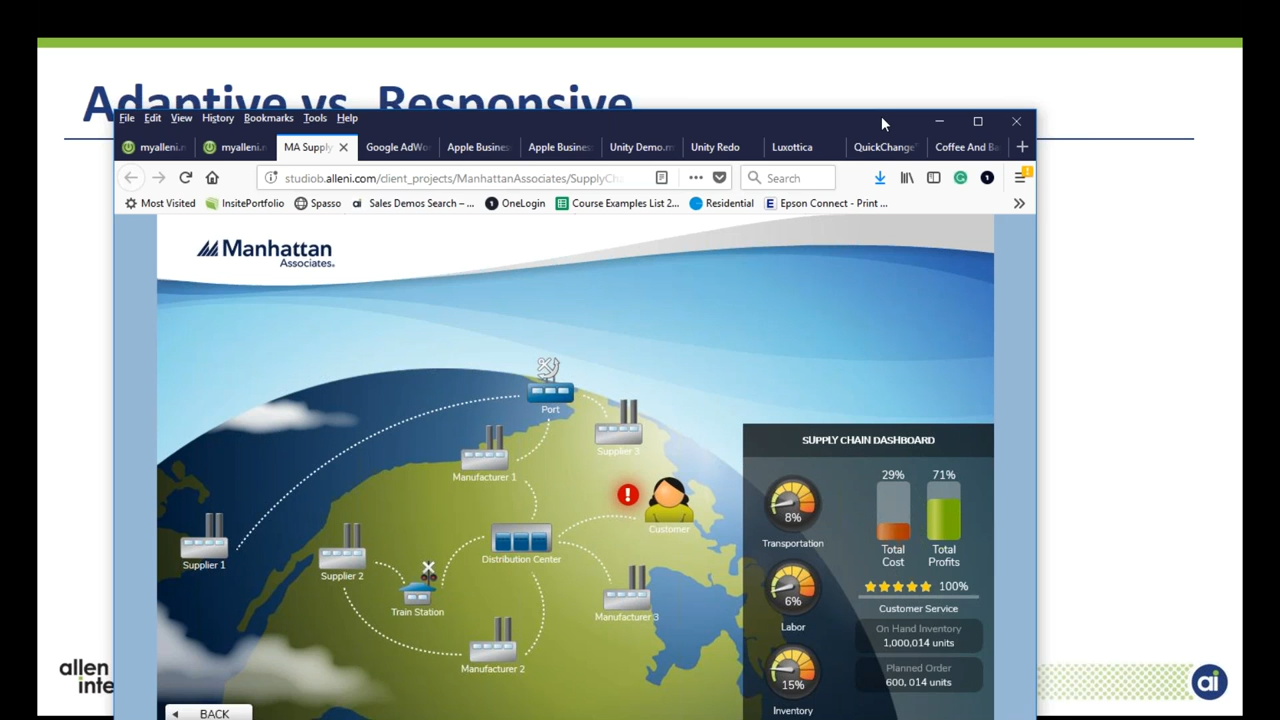 Adaptive vs. Responsive
File Edit View History Bookmarks Tools Help
myalleni.n myalleni.n MA Supply Google AdWo Apple Busines Apple Busines Unity Demo.m Unity Redo Luxottica QuickChange Coffee And Ba
studiob.alleni.com/client_projects/ManhattanAssociates/SupplyCha Search
Most Visited InsitePortfolio Spasso ai Sales Demos Search – ... OneLogin Course Examples List 2... Residential E Epson Connect - Print ...
Manhattan
Associates.
Port
Supplier 3
Manufacturer 1
Customer
Distribution Center
Supplier 1
Supplier 2
Train Station
Manufacturer 3
Manufacturer 2
BACK
SUPPLY CHAIN DASHBOARD
29% 71%
8%
Transportation
Total Cost
Total Profits
100%
6%
Customer Service
Labor
On Hand Inventory
1,000,014 units
Planned Order
600, 014 units
15%
Inventory
allen
inte
ai